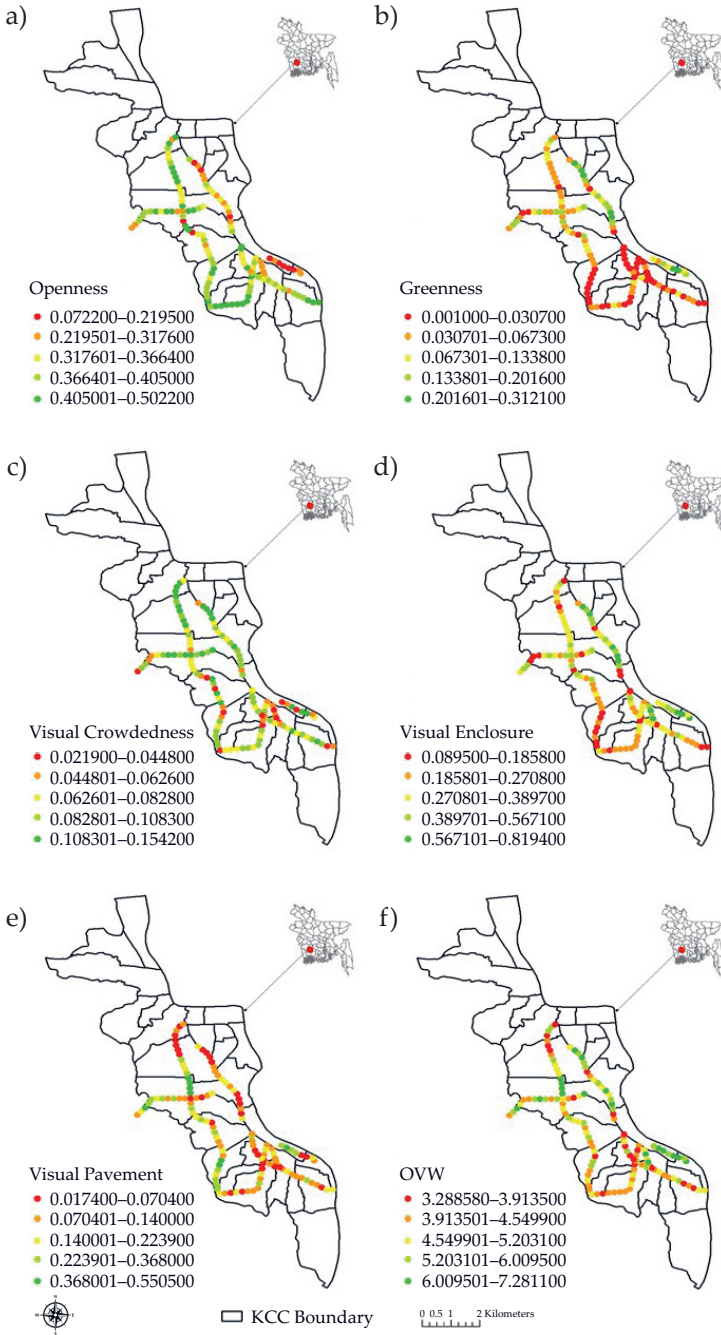 a)
b)
Openness
0.072200–0.219500
0.219501–0.317600
0.317601–0.366400
0.366401–0.405000
0.405001–0.502200
Greenness
0.001000–0.030700
0.030701–0.067300
0.067301–0.133800
0.133801–0.201600
0.201601–0.312100
c)
d)
Visual Crowdedness
0.021900–0.044800
0.044801–0.062600
0.062601–0.082800
0.082801–0.108300
0.108301–0.154200
Visual Enclosure
0.089500–0.185800
0.185801–0.270800
0.270801–0.389700
0.389701–0.567100
0.567101–0.819400
e)
f)
Visual Pavement
0.017400–0.070400
0.070401–0.140000
0.140001–0.223900
0.223901–0.368000
0.368001–0.550500
OVW
3.288580–3.913500
3.913501–4.549900
4.549901–5.203100
5.203101–6.009500
6.009501–7.281100
N
W E
S
KCC Boundary
0 0.5 1 2 Kilometers